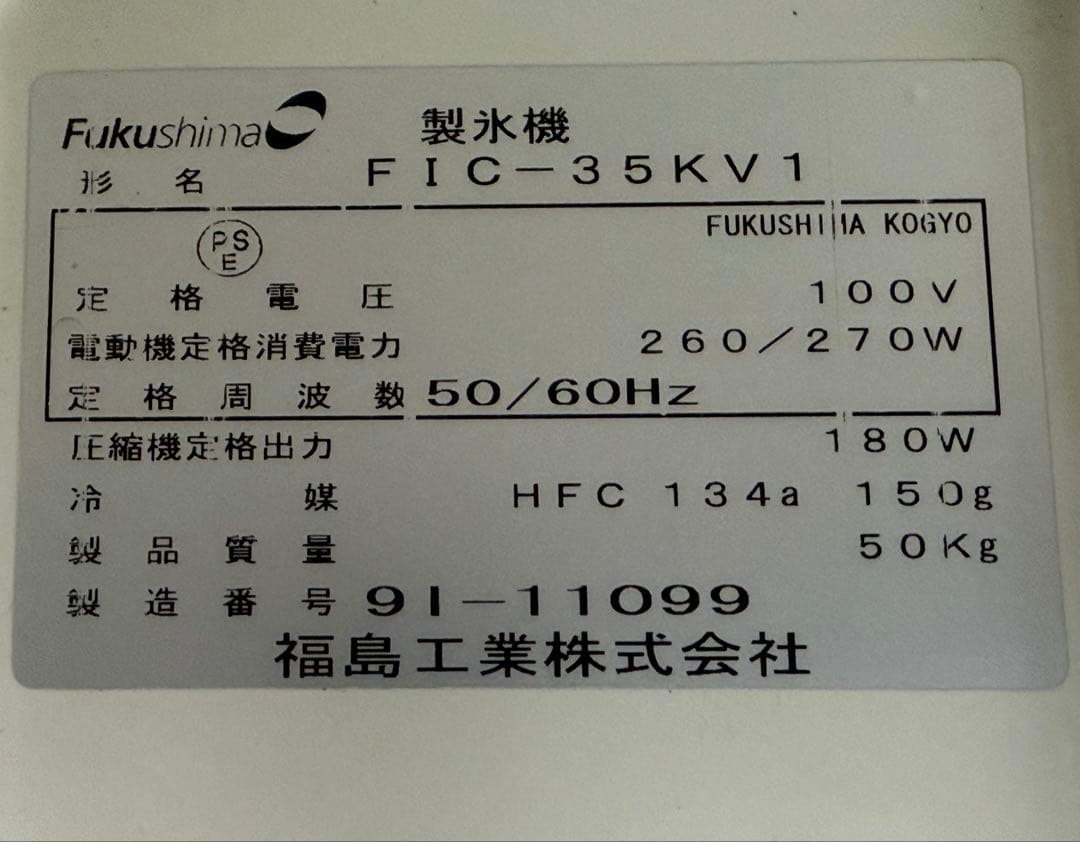 Fukushima 製氷機
形名 FIC-35KV1
PSE FUKUSHIMA KOGYO
定格電圧 100V
電動機定格消費電力 260/270W
定格周波数 50/60Hz
圧縮機定格出力 180W
冷媒 HFC 134a 150g
製品質量 50Kg
製造番号 91-11099
福島工業株式会社